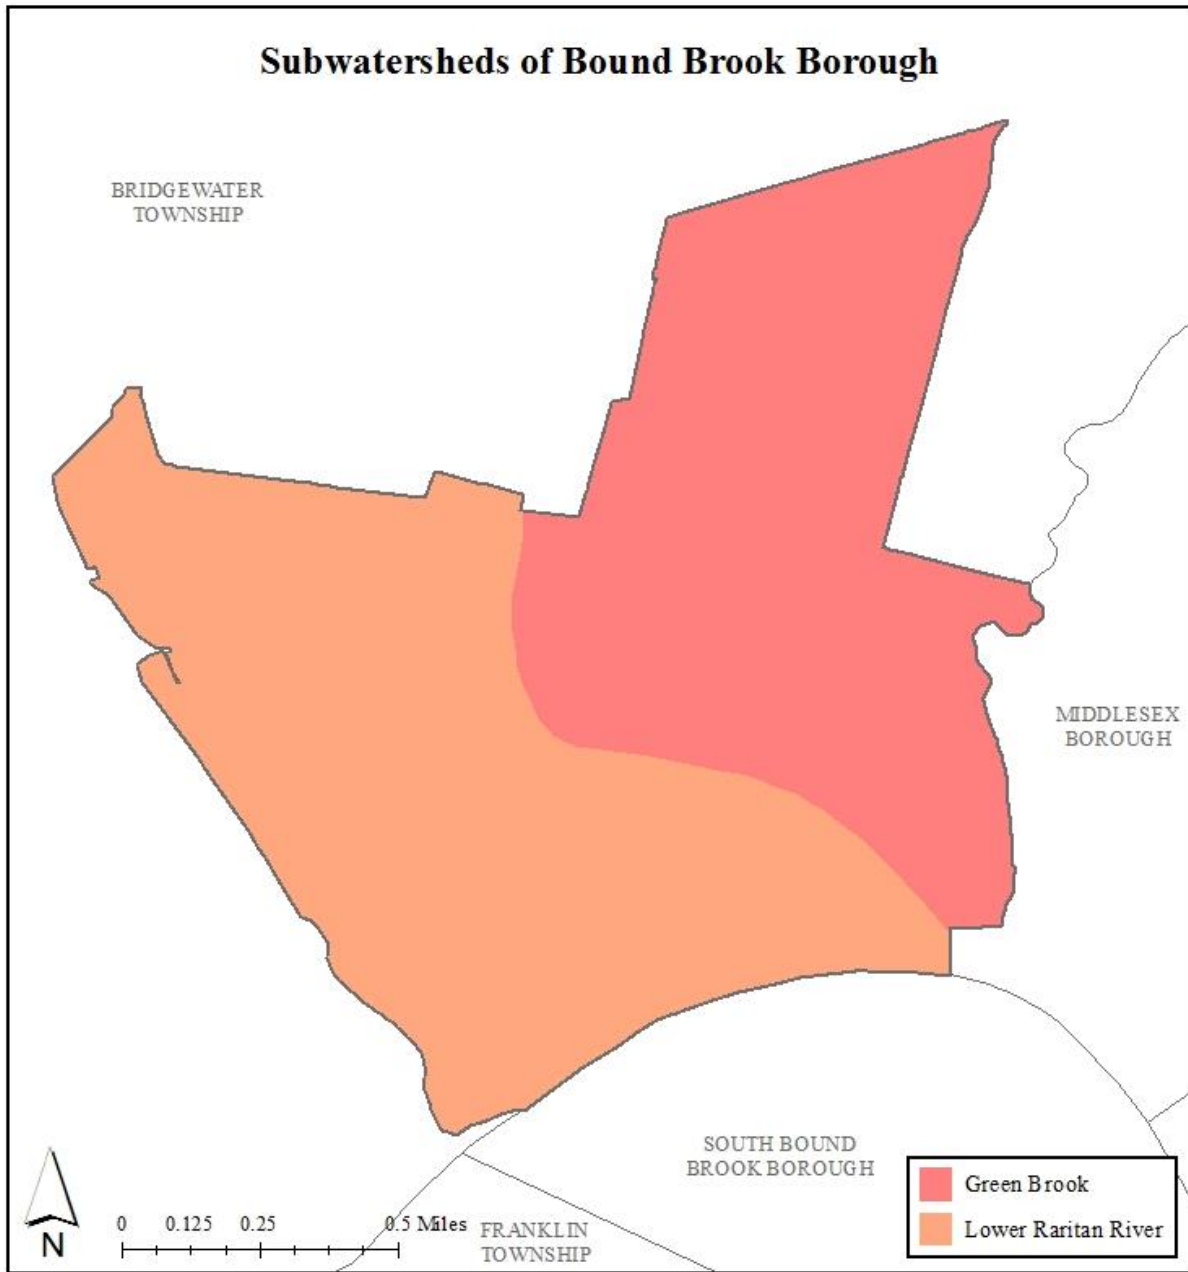 Subwatersheds of Bound Brook Borough
BRIDGEWATER
TOWNSHIP
MIDDLESEX
BOROUGH
SOUTH BOUND
BROOK BOROUGH
FRANKLIN
TOWNSHIP
Green Brook
Lower Raritan River
0 0.125 0.25 0.5 Miles
N